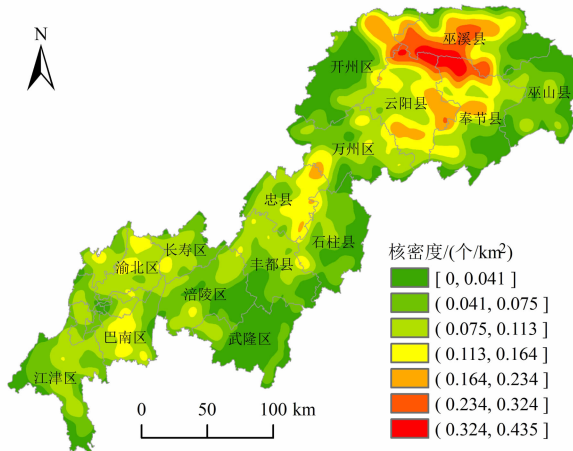 N
巫溪县
开州区
巫山县
云阳县
奉节县
万州区
忠县
石柱县
长寿区
渝北区
丰都县
涪陵区
武隆区
巴南区
江津区
核密度/(个/km²)
[ 0, 0.041 ]
( 0.041, 0.075 ]
( 0.075, 0.113 ]
( 0.113, 0.164 ]
( 0.164, 0.234 ]
( 0.234, 0.324 ]
( 0.324, 0.435 ]
0 50 100 km